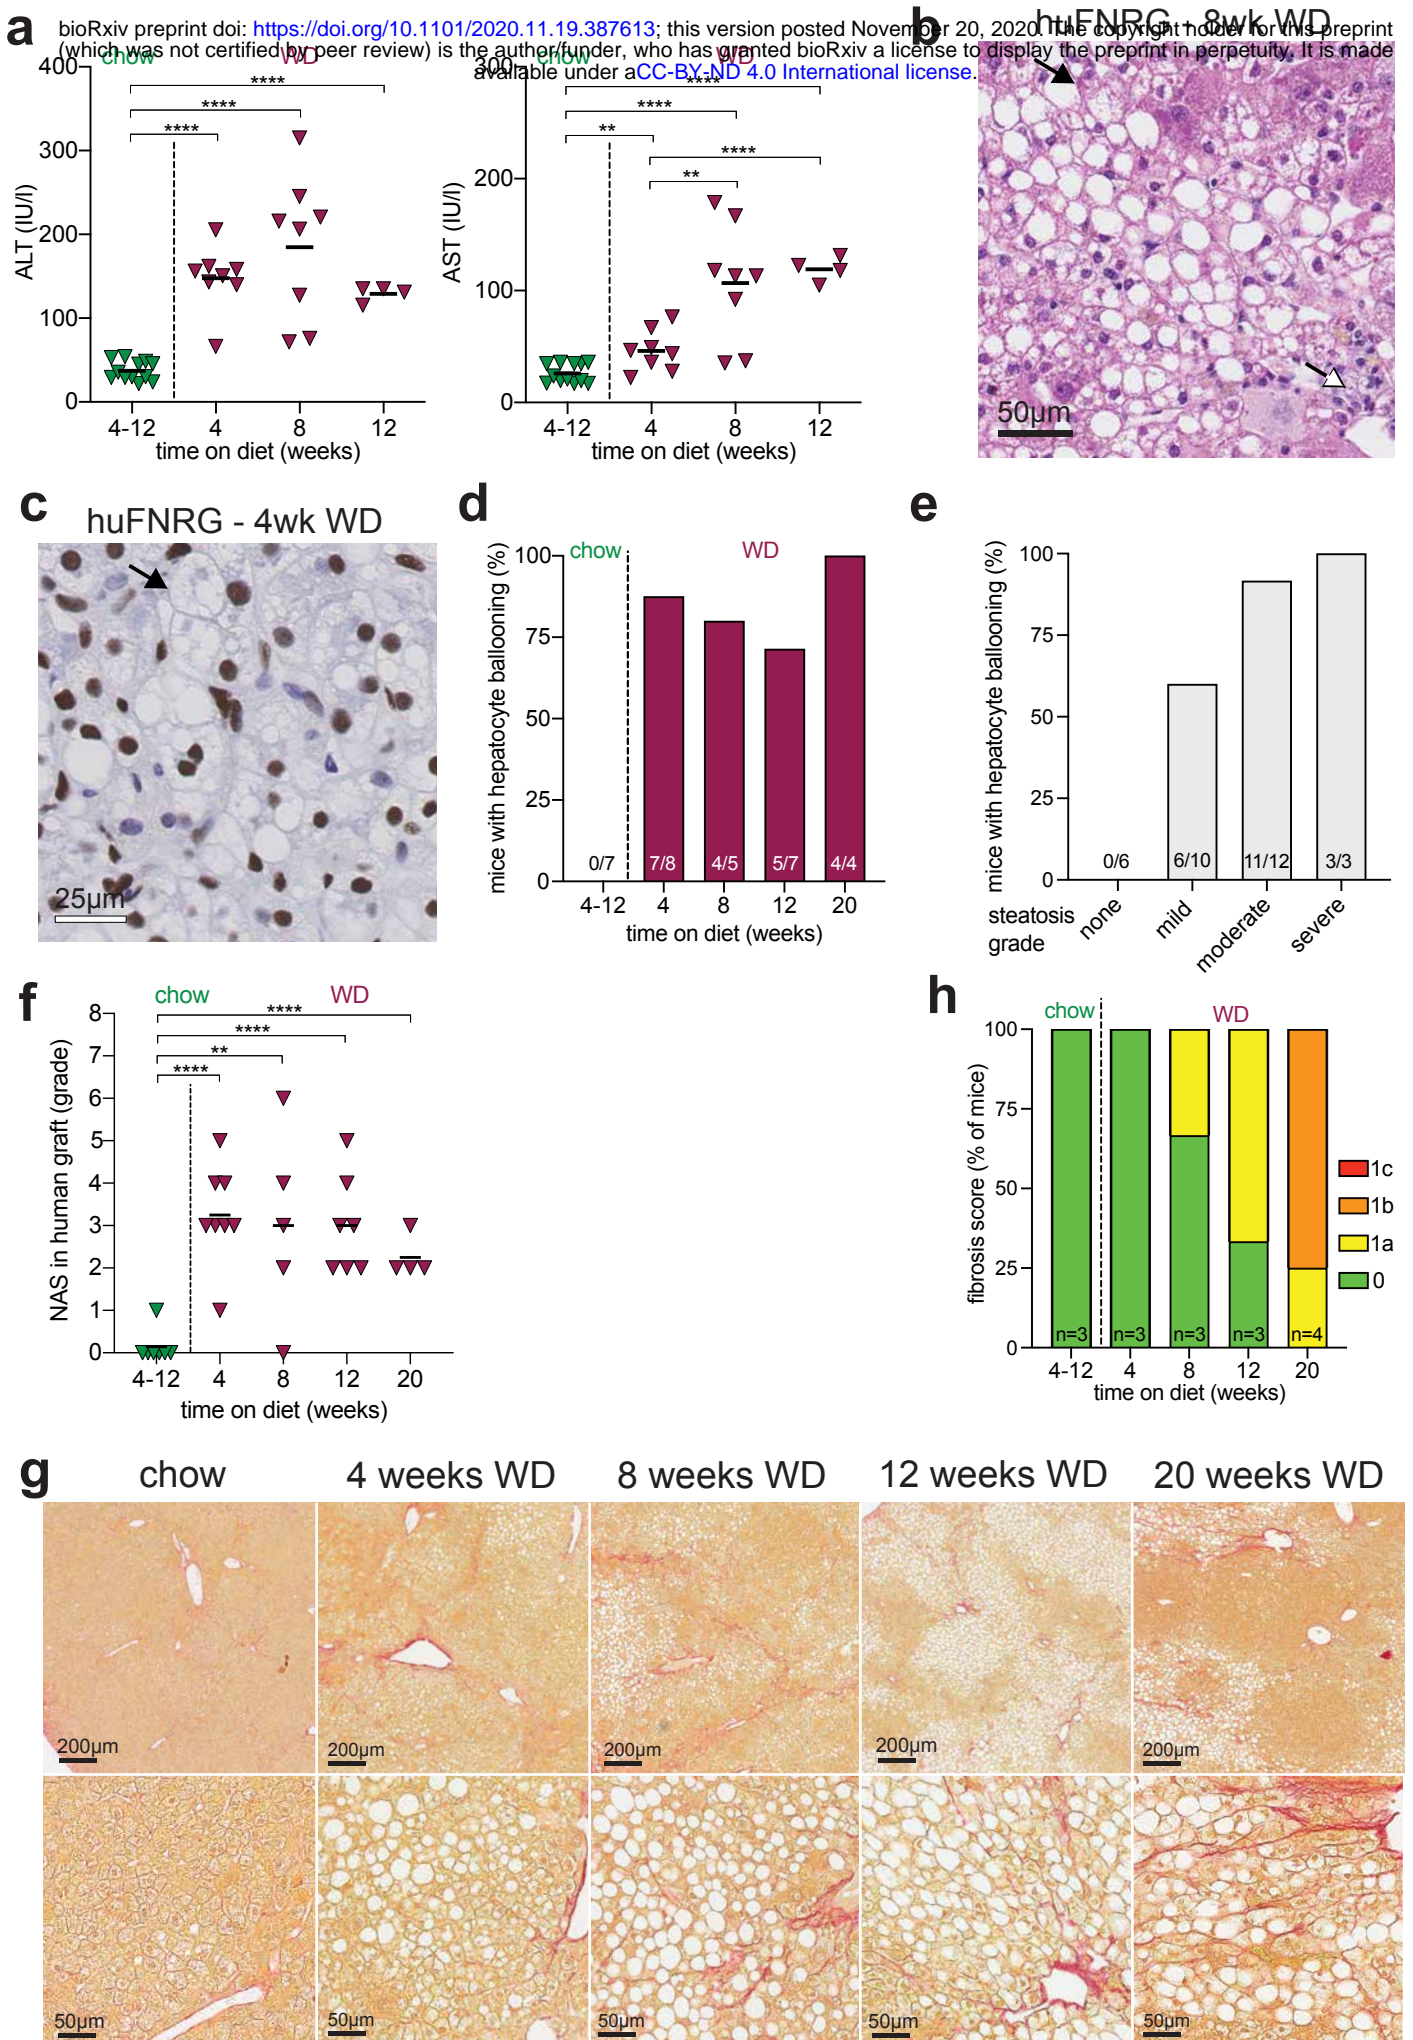 bioRxiv preprint doi: https://doi.org/10.1101/2020.11.19.387613; this version posted November 20, 2020. The copyright holder for this preprint
(which was not certified by peer review) is the author/funder, who has granted bioRxiv a license to display the preprint in perpetuity. It is made
available under aCC-BY-ND 4.0 International license.
a
chow WD
ALT (IU/l)
400
300
200
100
0
****
****
****
4-12 4 8 12
time on diet (weeks)
chow WD
AST (IU/l)
300
200
100
0
****
****
**
****
**
4-12 4 8 12
time on diet (weeks)
b
huFNRG - 8wk WD
50µm
c
huFNRG - 4wk WD
25µm
d
chow WD
mice with hepatocyte ballooning (%)
100
75
50
25
0
0/7 7/8 4/5 5/7 4/4
4-12 4 8 12 20
time on diet (weeks)
e
mice with hepatocyte ballooning (%)
100
75
50
25
0
0/6 6/10 11/12 3/3
steatosis
grade
none mild moderate severe
f
chow WD
NAS in human graft (grade)
8
7
6
5
4
3
2
1
0
****
****
**
****
4-12 4 8 12 20
time on diet (weeks)
h
chow WD
fibrosis score (% of mice)
100
75
50
25
0
n=3 n=3 n=3 n=3 n=4
4-12 4 8 12 20
time on diet (weeks)
1c
1b
1a
0
g
chow 4 weeks WD 8 weeks WD 12 weeks WD 20 weeks WD
200µm 200µm 200µm 200µm 200µm
50µm 50µm 50µm 50µm 50µm